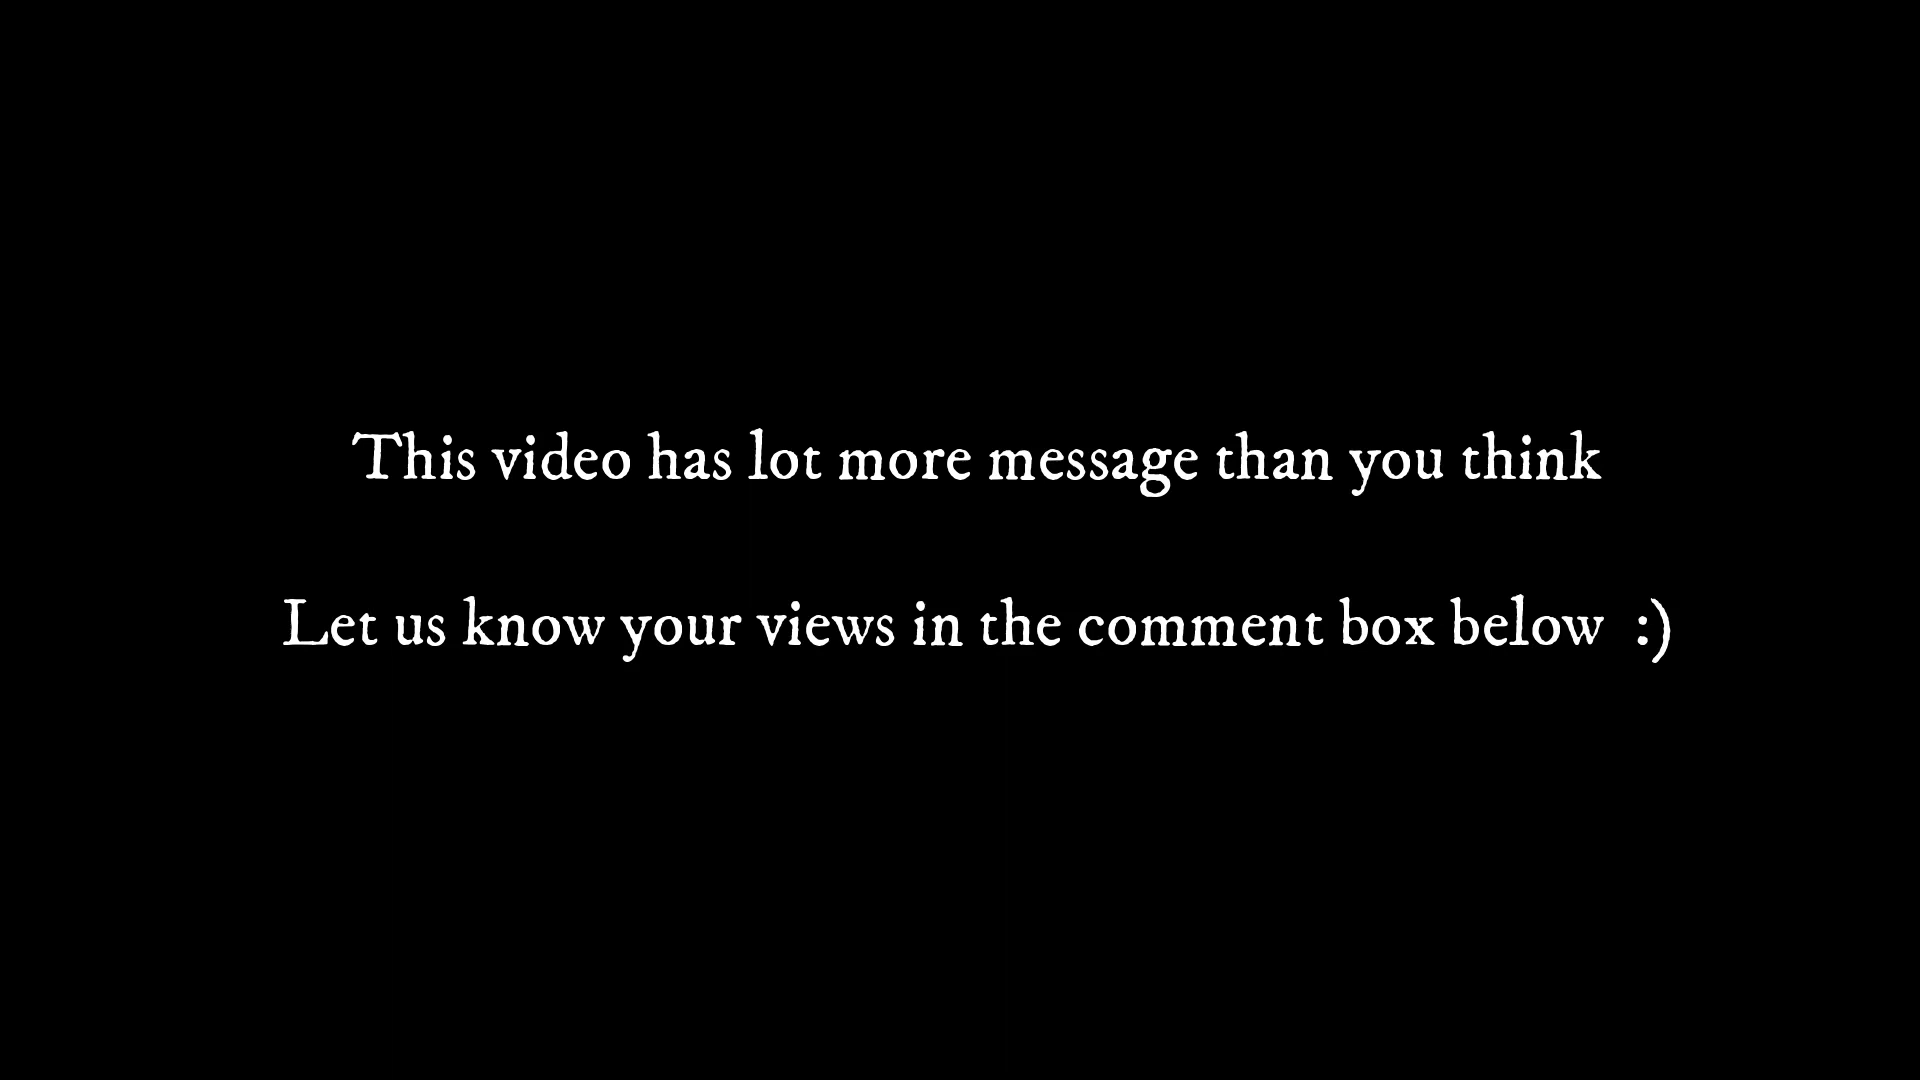 This video has lot more message than you think
Let us know your views in the comment box below :)